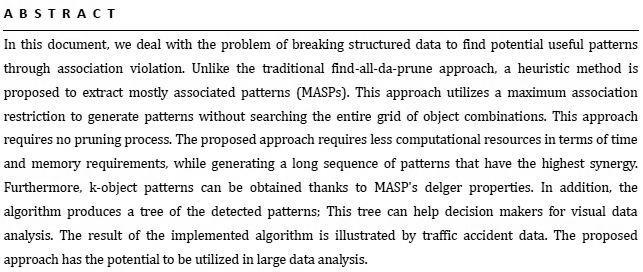 A B S T R A C T
In this document, we deal with the problem of breaking structured data to find potential useful patterns
through association violation. Unlike the traditional find-all-da-prune approach, a heuristic method is
proposed to extract mostly associated patterns (MASPs). This approach utilizes a maximum association
restriction to generate patterns without searching the entire grid of object combinations. This approach
requires no pruning process. The proposed approach requires less computational resources in terms of time
and memory requirements, while generating a long sequence of patterns that have the highest synergy.
Furthermore, k-object patterns can be obtained thanks to MASP's delger properties. In addition, the
algorithm produces a tree of the detected patterns; This tree can help decision makers for visual data
analysis. The result of the implemented algorithm is illustrated by traffic accident data. The proposed
approach has the potential to be utilized in large data analysis.